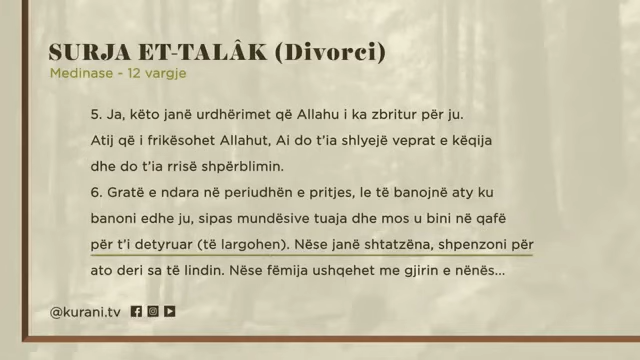 SURJA ET-TALÂK (Divorci)
Medinase - 12 vargje
5. Ja, këto janë urdhërimet që Allahu i ka zbritur për ju.
Atij që i frikësohet Allahut, Ai do t'ia shlyejë veprat e këqija
dhe do t'ia rrisë shpërblimin.
6. Gratë e ndara në periudhën e pritjes, le të banojnë aty ku
banoni edhe ju, sipas mundësive tuaja dhe mos u bini në qafë
për t'i detyruar (të largohen). Nëse janë shtatzëna, shpenzoni për
ato deri sa të lindin. Nëse fëmija ushqehet me gjirin e nënës...
@kurani.tv